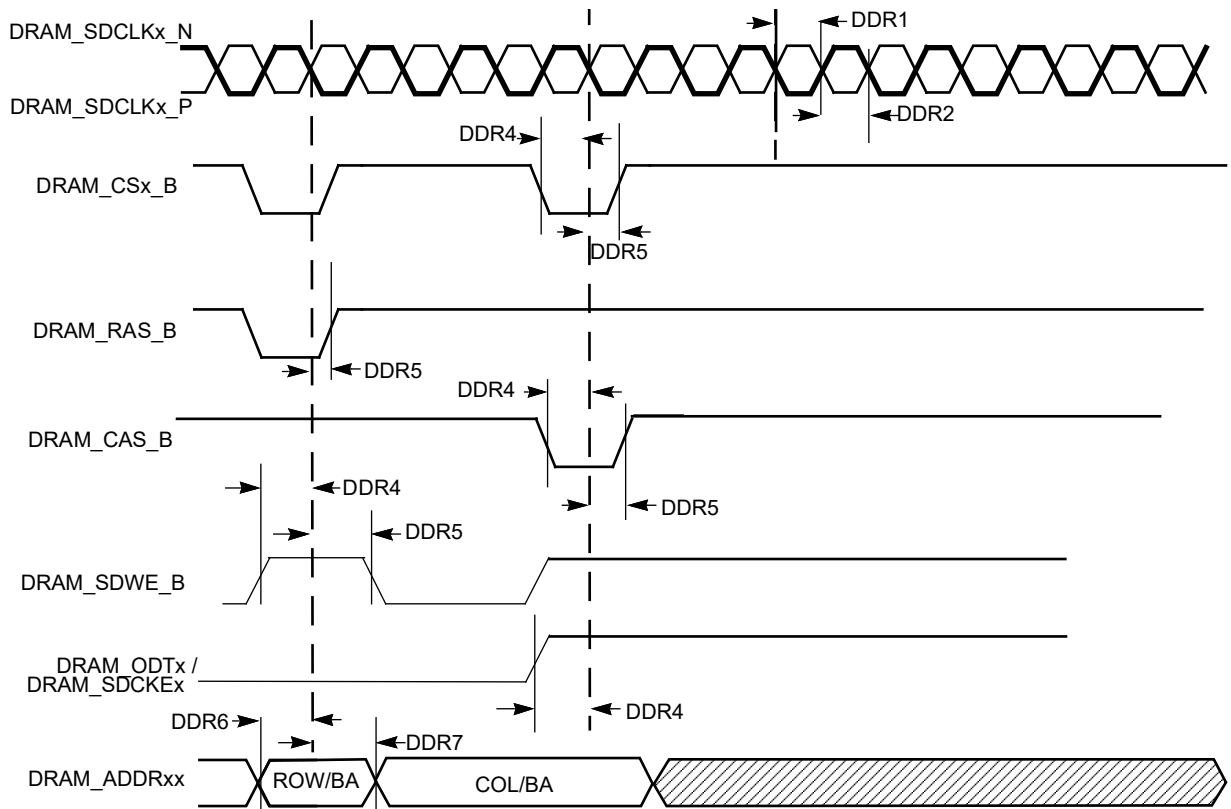 DRAM_SDCLKx_N
DDR1
DRAM_SDCLKx_P
DDR2
DDR4
DRAM_CSx_B
DDR5
DRAM_RAS_B
DDR5
DDR4
DRAM_CAS_B
DDR4
DDR5
DDR5
DRAM_SDWE_B
DRAM_ODTx /
DRAM_SDCKEx
DDR4
DDR6
DDR7
DRAM_ADDRxx
ROW/BA
COL/BA